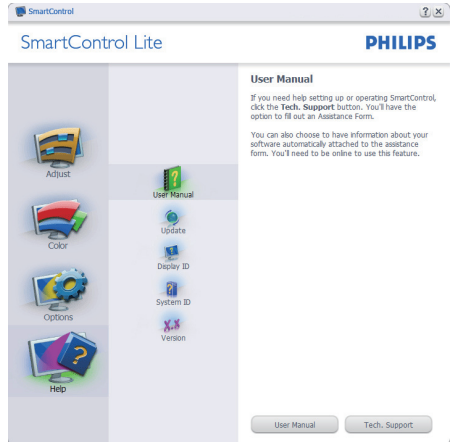 SmartControl
SmartControl Lite
PHILIPS
Adjust
Color
Options
Help
User Manual
Update
Display ID
System ID
X.X
Version
User Manual
If you need help setting up or operating SmartControl,
click the Tech. Support button. You'll have the
option to fill out an Assistance Form.
You can also choose to have information about your
software automatically attached to the assistance
form. You'll need to be online to use this feature.
User Manual
Tech. Support